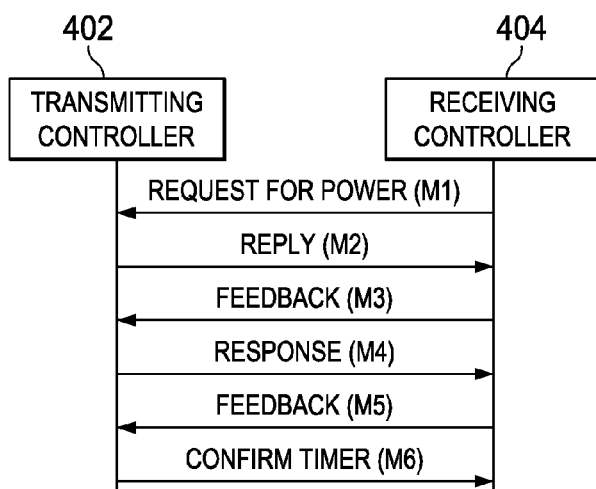 402
404
TRANSMITTING
CONTROLLER
RECEIVING
CONTROLLER
REQUEST FOR POWER (M1)
REPLY (M2)
FEEDBACK (M3)
RESPONSE (M4)
FEEDBACK (M5)
CONFIRM TIMER (M6)